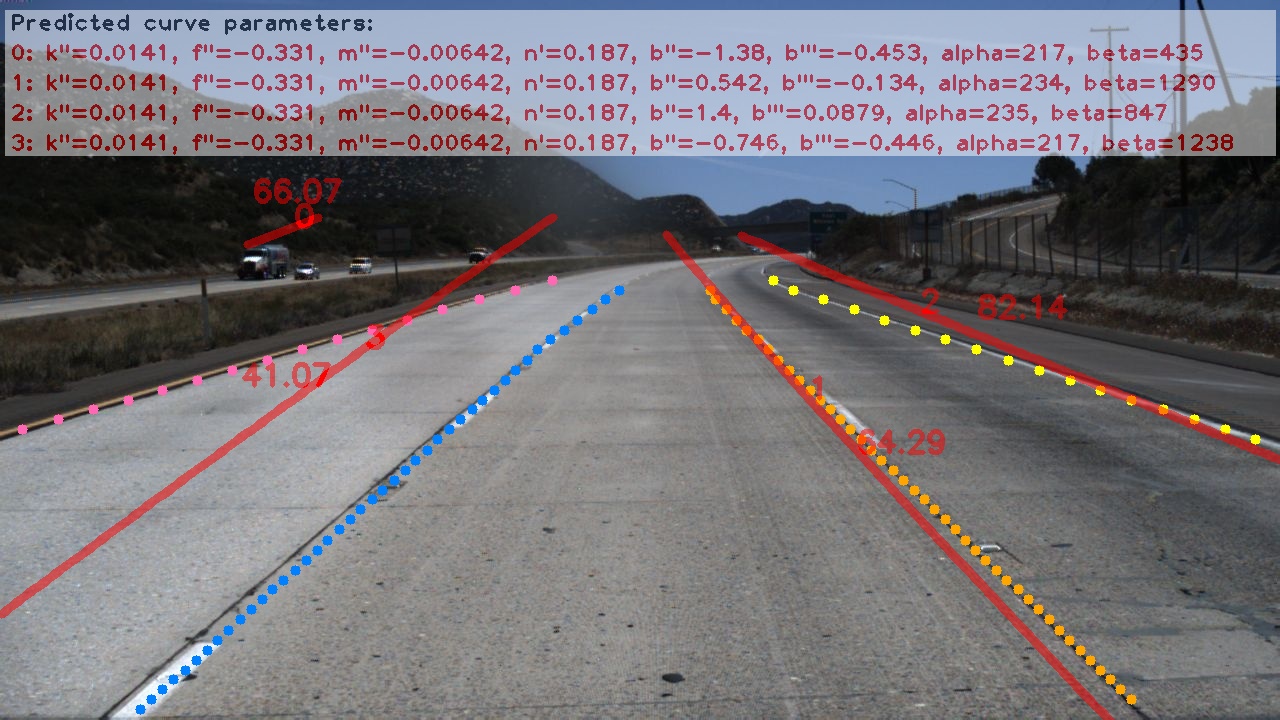 Predicted curve parameters:
0: k''=0.0141, f''=-0.331, m''=-0.00642, n'=0.187, b''=-1.38, b'''=-0.453, alpha=217, beta=435
1: k''=0.0141, f''=-0.331, m''=-0.00642, n'=0.187, b''=0.542, b'''=-0.134, alpha=234, beta=1290
2: k''=0.0141, f''=-0.331, m''=-0.00642, n'=0.187, b''=1.4, b'''=0.0879, alpha=235, beta=847
3: k''=0.0141, f''=-0.331, m''=-0.00642, n'=0.187, b''=-0.746, b'''=-0.446, alpha=217, beta=1238
66.07
0
2 82.14
3
41.07
1
64.29